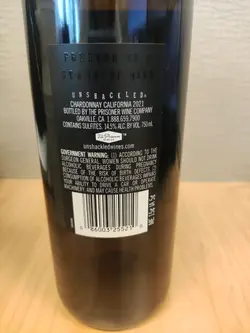 UNSHACKLED
CHARDONNAY CALIFORNIA 2021
BOTTLED BY THE PRISONER WINE COMPANY
OAKVILLE, CA 1.888.659.7900
CONTAINS SULFITES. 14.5% ALC. BY VOL. 750mL
unshackledwines.com
GOVERNMENT WARNING: (1) ACCORDING TO THE
SURGEON GENERAL, WOMEN SHOULD NOT DRINK
ALCOHOLIC BEVERAGES DURING PREGNANCY
BECAUSE OF THE RISK OF BIRTH DEFECTS. (2)
CONSUMPTION OF ALCOHOLIC BEVERAGES IMPAIRS
YOUR ABILITY TO DRIVE A CAR OR OPERATE
MACHINERY, AND MAY CAUSE HEALTH PROBLEMS.